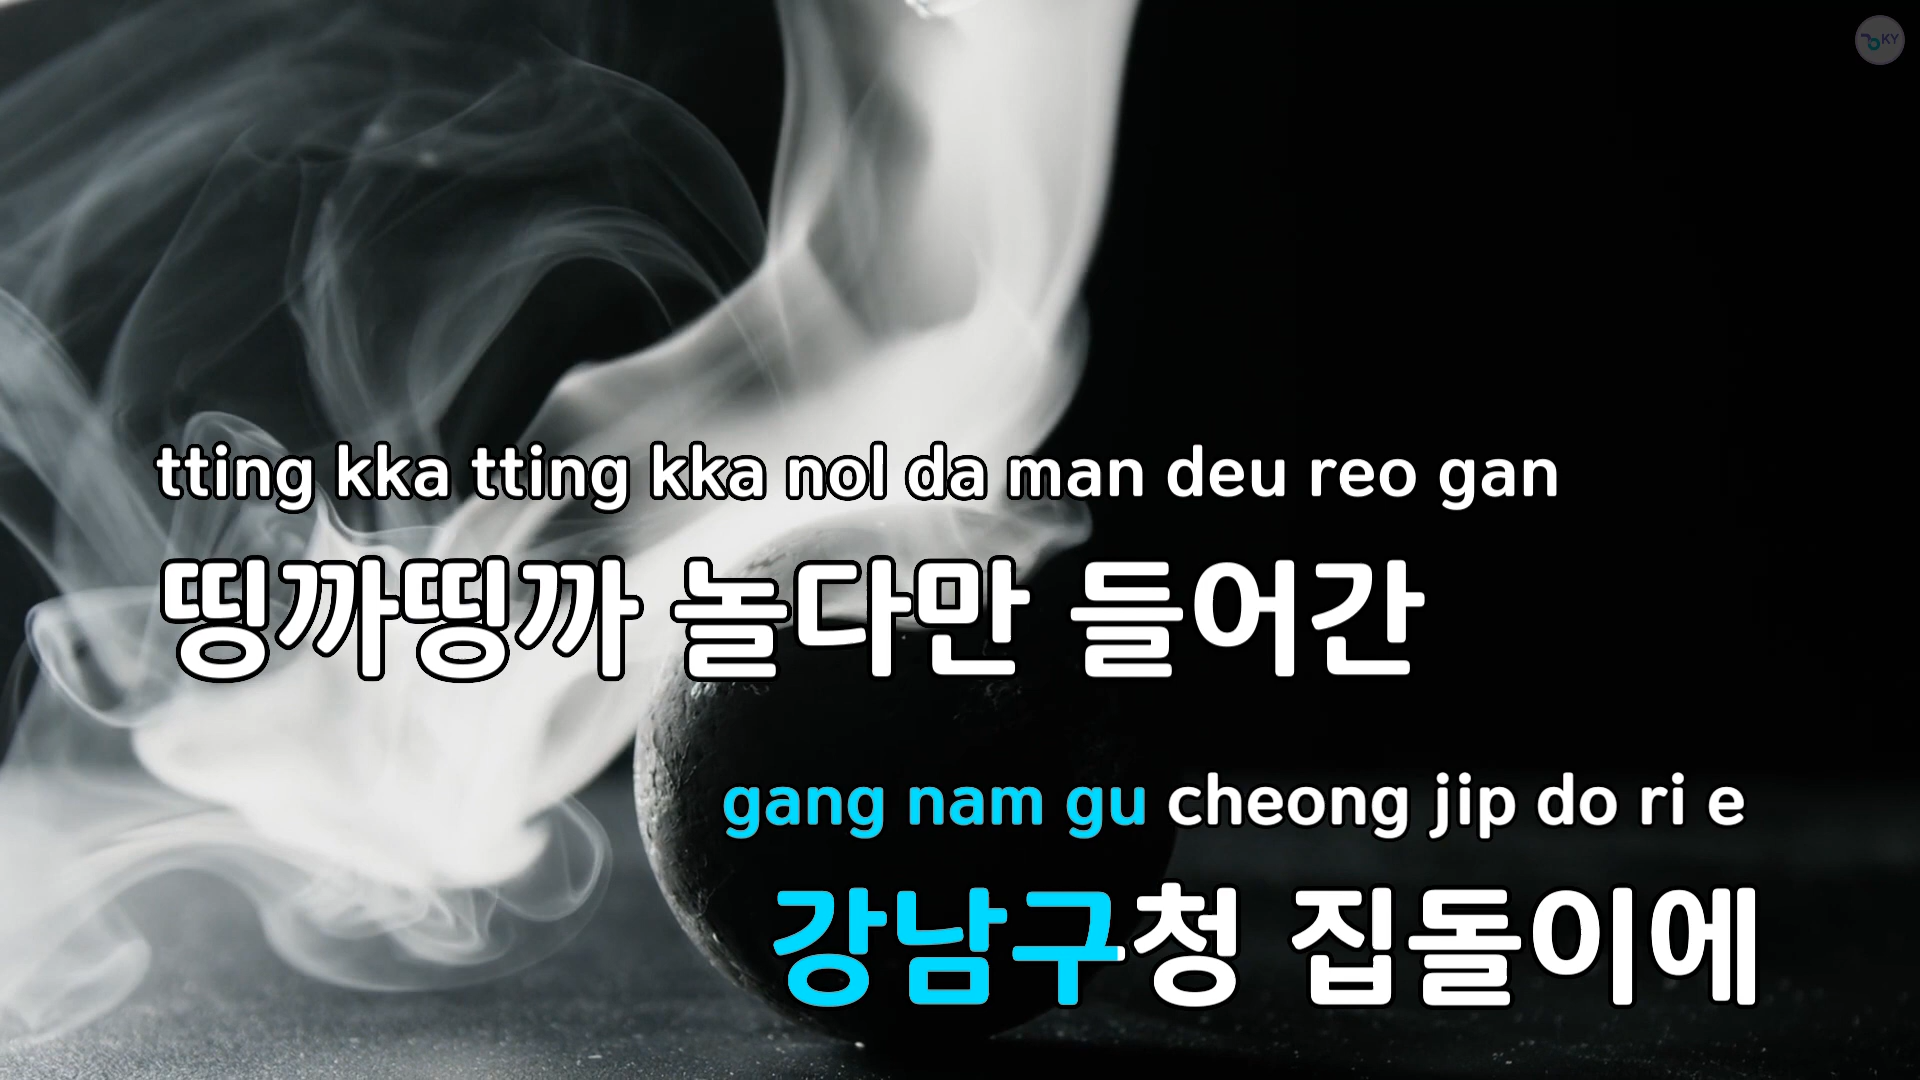 KY
tting kka tting kka nol da man deu reo gan
띵까띵까 놀다만 들어간
gang nam gu cheong jip do ri e
강남구청 집돌이에